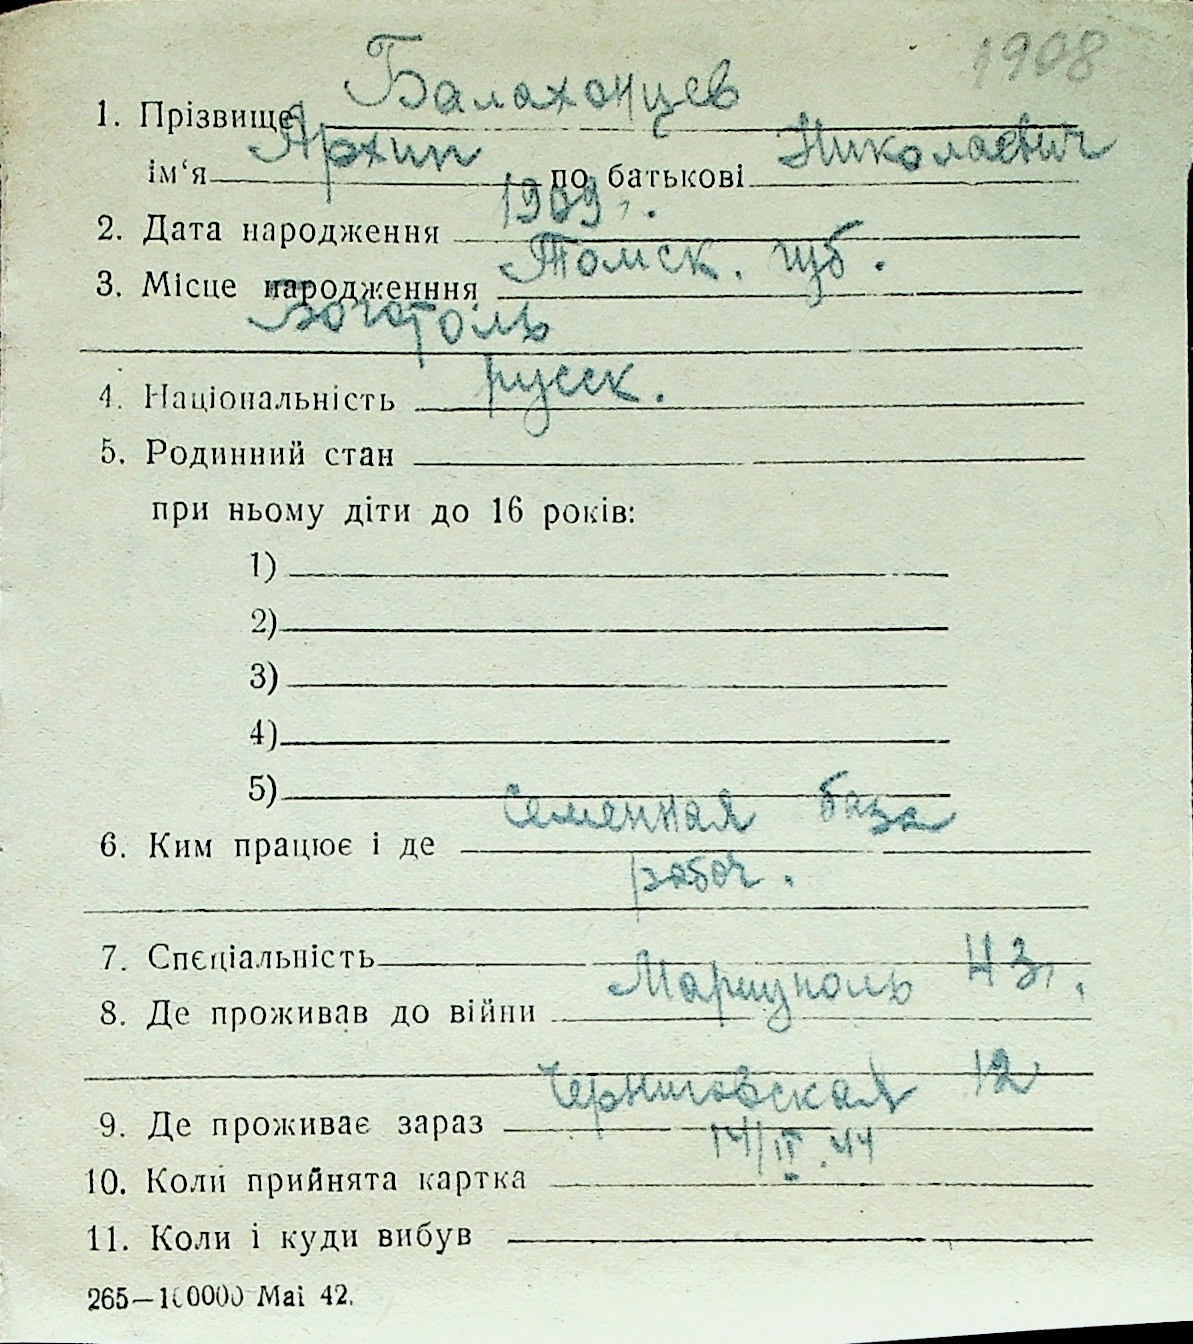 1908
1. Прізвище Балахонцев
ім‘я Архип по батькові Николаевич
2. Дата народження 1909 г.
3. Місце народженння Томск. губ.
Боготоль
4. Національність русск.
5. Родинний стан
при ньому діти до 16 років:
1)
2)
3)
4)
5)
6. Ким працює і де Семенная база
рабоч.
7. Спеціальність
8. Де проживав до війни Мариуполь 43 г.
9. Де проживає зараз Черниговская 12
10. Коли прийнята картка 14/II.44
11. Коли і куди вибув
265—100000 Mai 42.